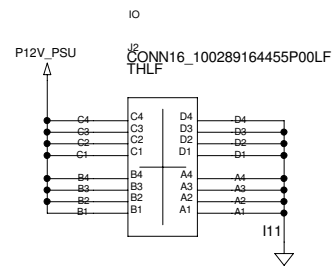 IO
J2
P12V_PSU
CONN16_100289164455P00LF
THLF
C4 C4 D4 D4
C3 C3 D3 D3
C2 C2 D2 D2
C1 C1 D1 D1
B4 B4 A4 A4
B3 B3 A3 A3
B2 B2 A2 A2
B1 B1 A1 A1
I11